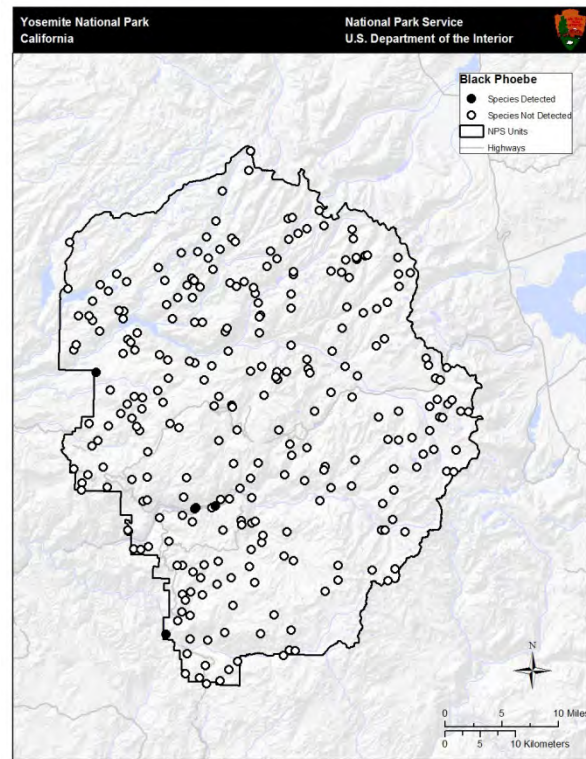 Yosemite National Park
California
National Park Service
U.S. Department of the Interior
Black Phoebe
Species Detected
Species Not Detected
NPS Units
Highways
N
0 5 10 Miles
0 5 10 Kilometers